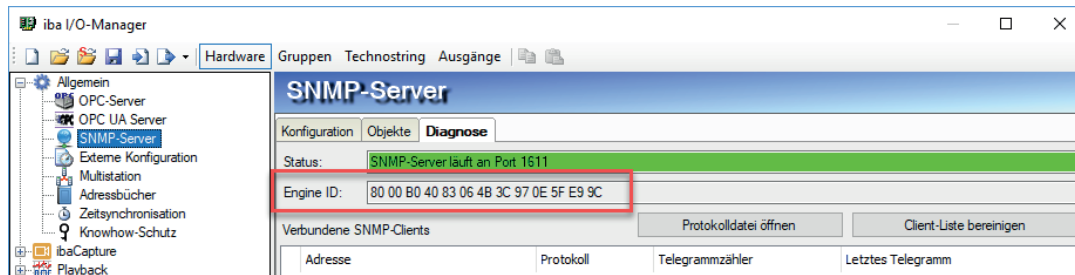 iba I/O-Manager
Hardware Gruppen Technostring Ausgänge
Allgemein
OPC-Server
OPC UA Server
SNMP-Server
Externe Konfiguration
Multistation
Adressbücher
Zeitsynchronisation
Knowhow-Schutz
ibaCapture
Playback
SNMP-Server
Konfiguration Objekte Diagnose
Status: SNMP-Server läuft an Port 1611
Engine ID: 80 00 B0 40 83 06 4B 3C 97 0E 5F E9 9C
Verbundene SNMP-Clients Protokolldatei öffnen Client-Liste bereinigen
Adresse Protokoll Telegrammzähler Letztes Telegramm